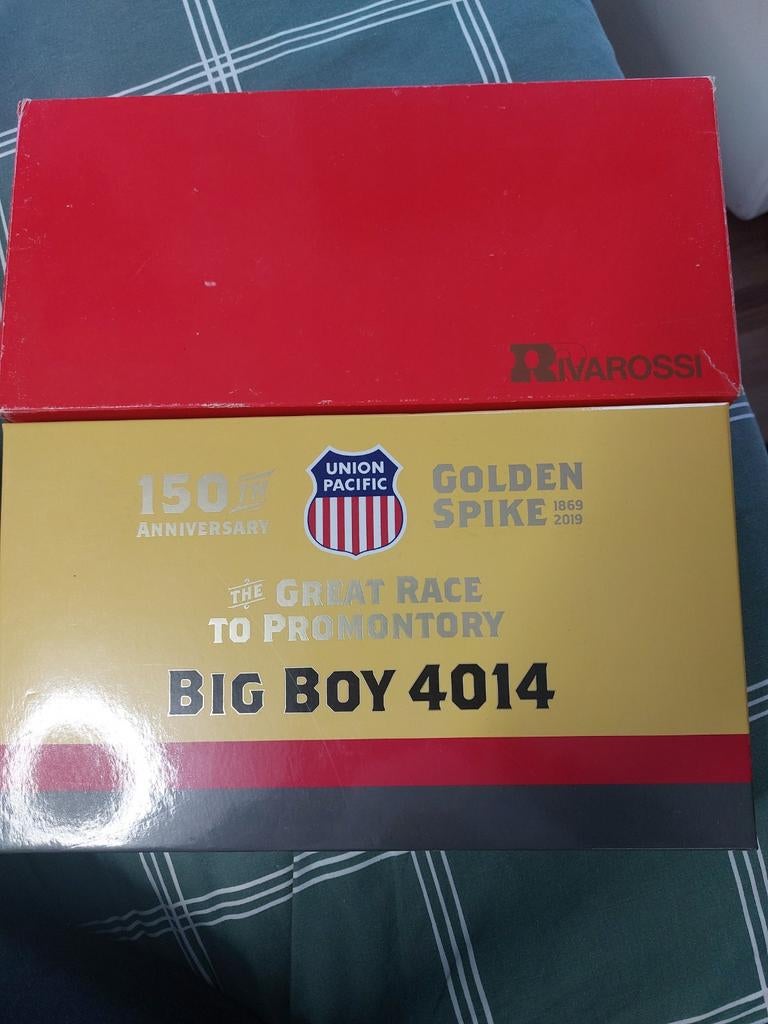 RIVAROSSI
150TH
ANNIVERSARY
UNION
PACIFIC
GOLDEN
SPIKE 1869
2019
THE GREAT RACE
TO PROMONTORY
BIG BOY 4014